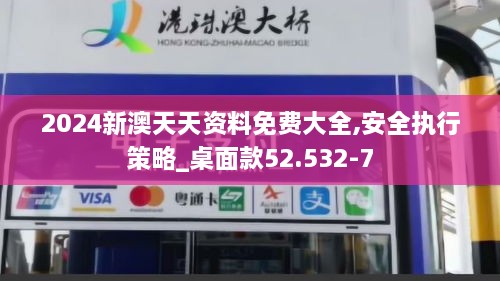 港珠澳大桥
HONG KONG-ZHUHAI-MACAO BRIDGE
2024新澳天天资料免费大全,安全执行
策略_桌面款52.532-7
VISA
粤通卡
支